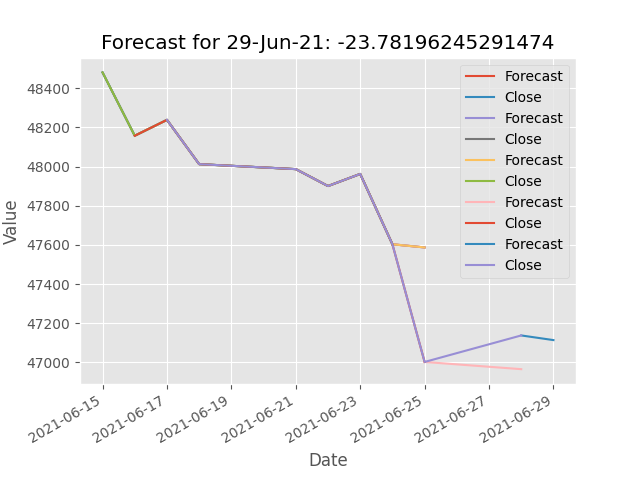 Forecast for 29-Jun-21: -23.78196245291474
Value
48400
48200
48000
47800
47600
47400
47200
47000
Forecast
Close
Forecast
Close
Forecast
Close
Forecast
Close
Forecast
Close
2021-06-15
2021-06-17
2021-06-19
2021-06-21
2021-06-23
2021-06-25
2021-06-27
2021-06-29
Date